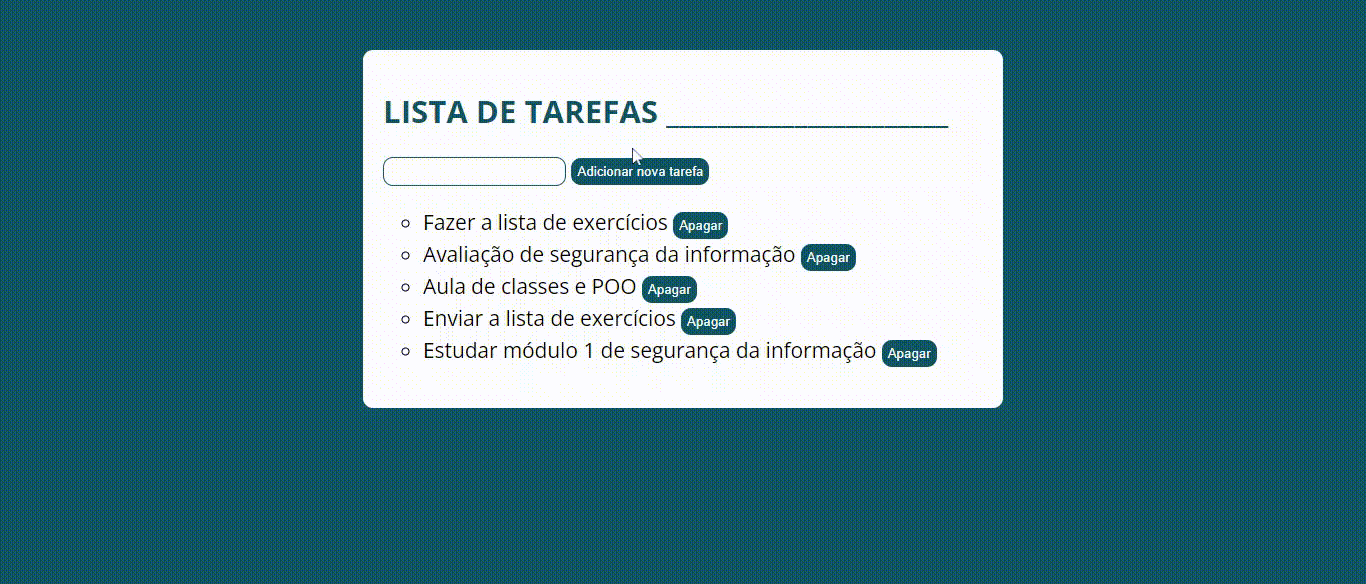 LISTA DE TAREFAS ______________________
Adicionar nova tarefa
Fazer a lista de exercícios Apagar
Avaliação de segurança da informação Apagar
Aula de classes e POO Apagar
Enviar a lista de exercícios Apagar
Estudar módulo 1 de segurança da informação Apagar